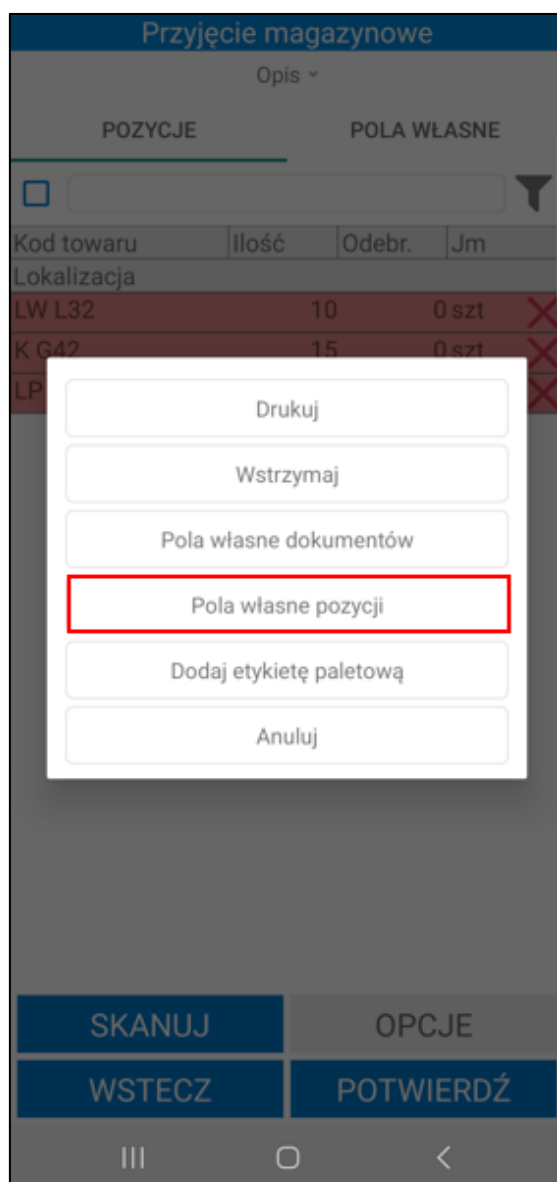 Przyjęcie magazynowe
Opis
POZYCJE POLA WŁASNE
Kod towaru Ilość Odebr. Jm
Lokalizacja
LW L32 10 0 szt
K G42 15 0 szt
LP
Drukuj
Wstrzymaj
Pola własne dokumentów
Pola własne pozycji
Dodaj etykietę paletową
Anuluj
SKANUJ OPCJE
WSTECZ POTWIERDŹ